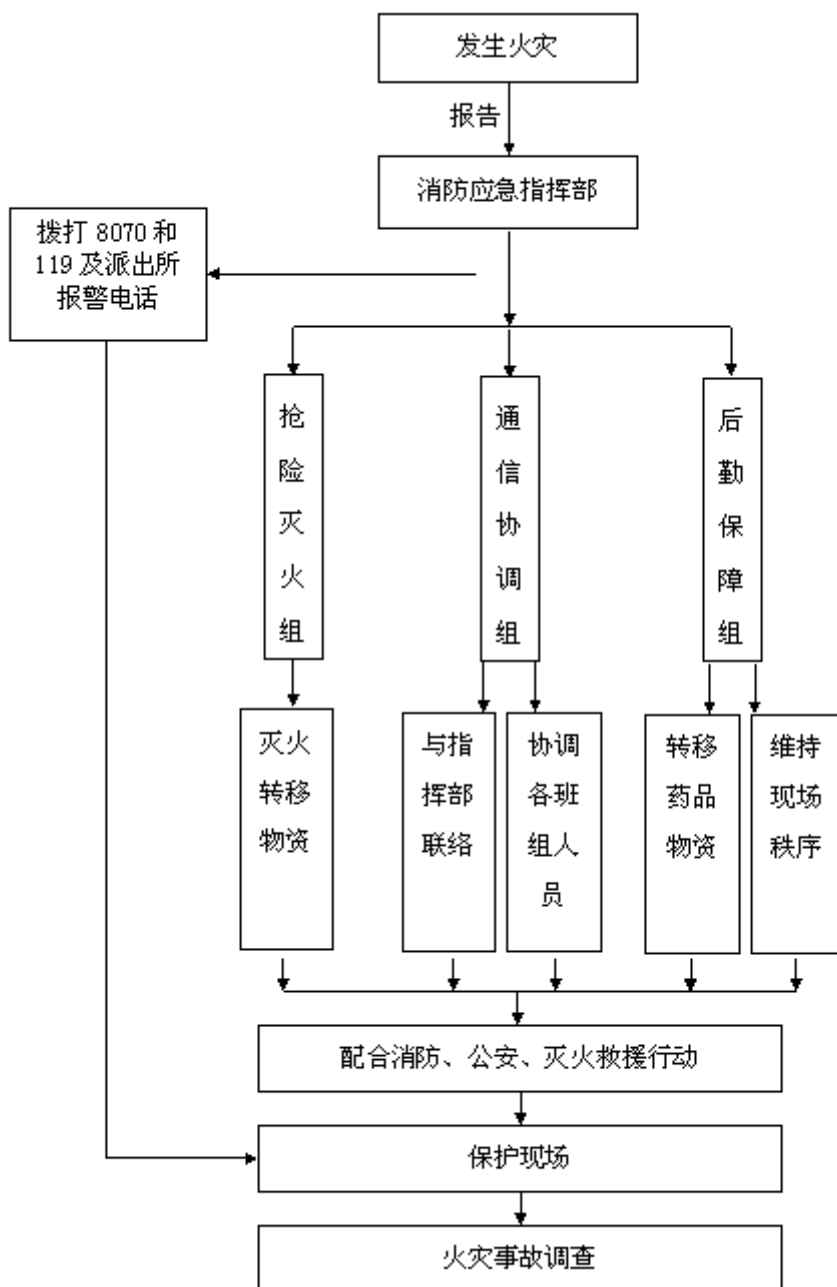 发生火灾
报告
消防应急指挥部
拨打 8070 和
119 及派出所
报警电话
抢险灭火组
通信协调组
后勤保障组
灭火
转移
物资
与指
挥部
联络
协调
各班
组人
员
转移
药品
物资
维持
现场
秩序
配合消防、公安、灭火救援行动
保护现场
火灾事故调查